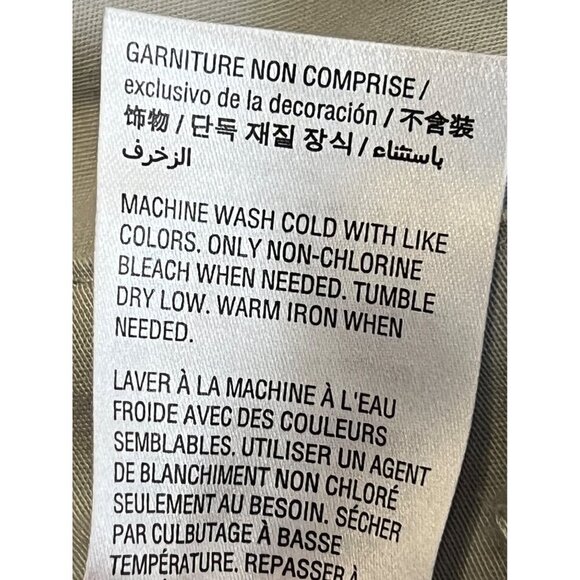 GARNITURE NON COMPRISE /
exclusivo de la decoración / 不含装
饰物 / 단독 재질 장식 / باستثناء
الزخرف
MACHINE WASH COLD WITH LIKE
COLORS. ONLY NON-CHLORINE
BLEACH WHEN NEEDED. TUMBLE
DRY LOW. WARM IRON WHEN
NEEDED.
LAVER À LA MACHINE À L'EAU
FROIDE AVEC DES COULEURS
SEMBLABLES. UTILISER UN AGENT
DE BLANCHIMENT NON CHLORÉ
SEULEMENT AU BESOIN. SÉCHER
PAR CULBUTAGE À BASSE
TEMPÉRATURE. REPASSER À